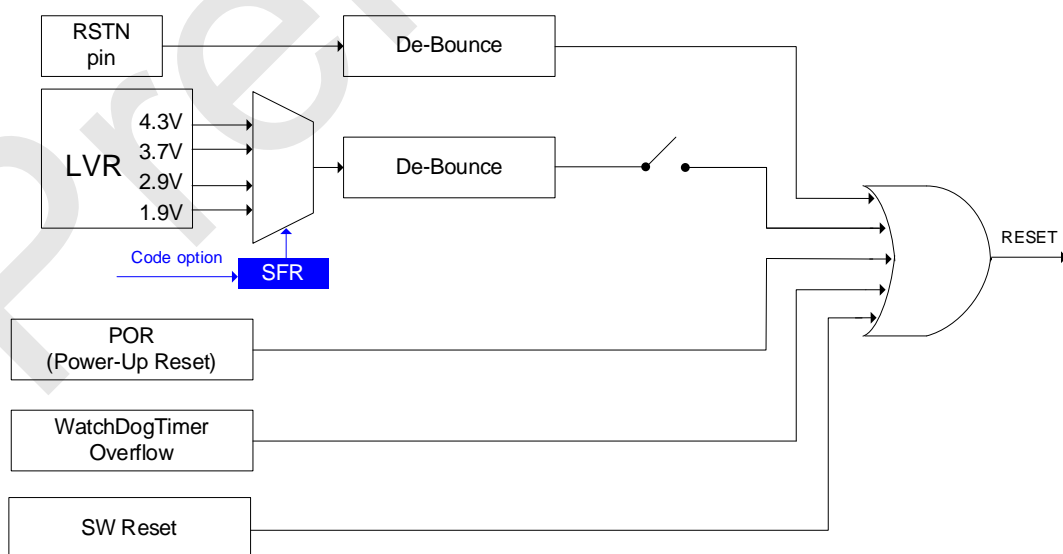 RSTN
pin
De-Bounce
LVR
4.3V
3.7V
2.9V
1.9V
De-Bounce
Code option
SFR
RESET
POR
(Power-Up Reset)
WatchDogTimer
Overflow
SW Reset